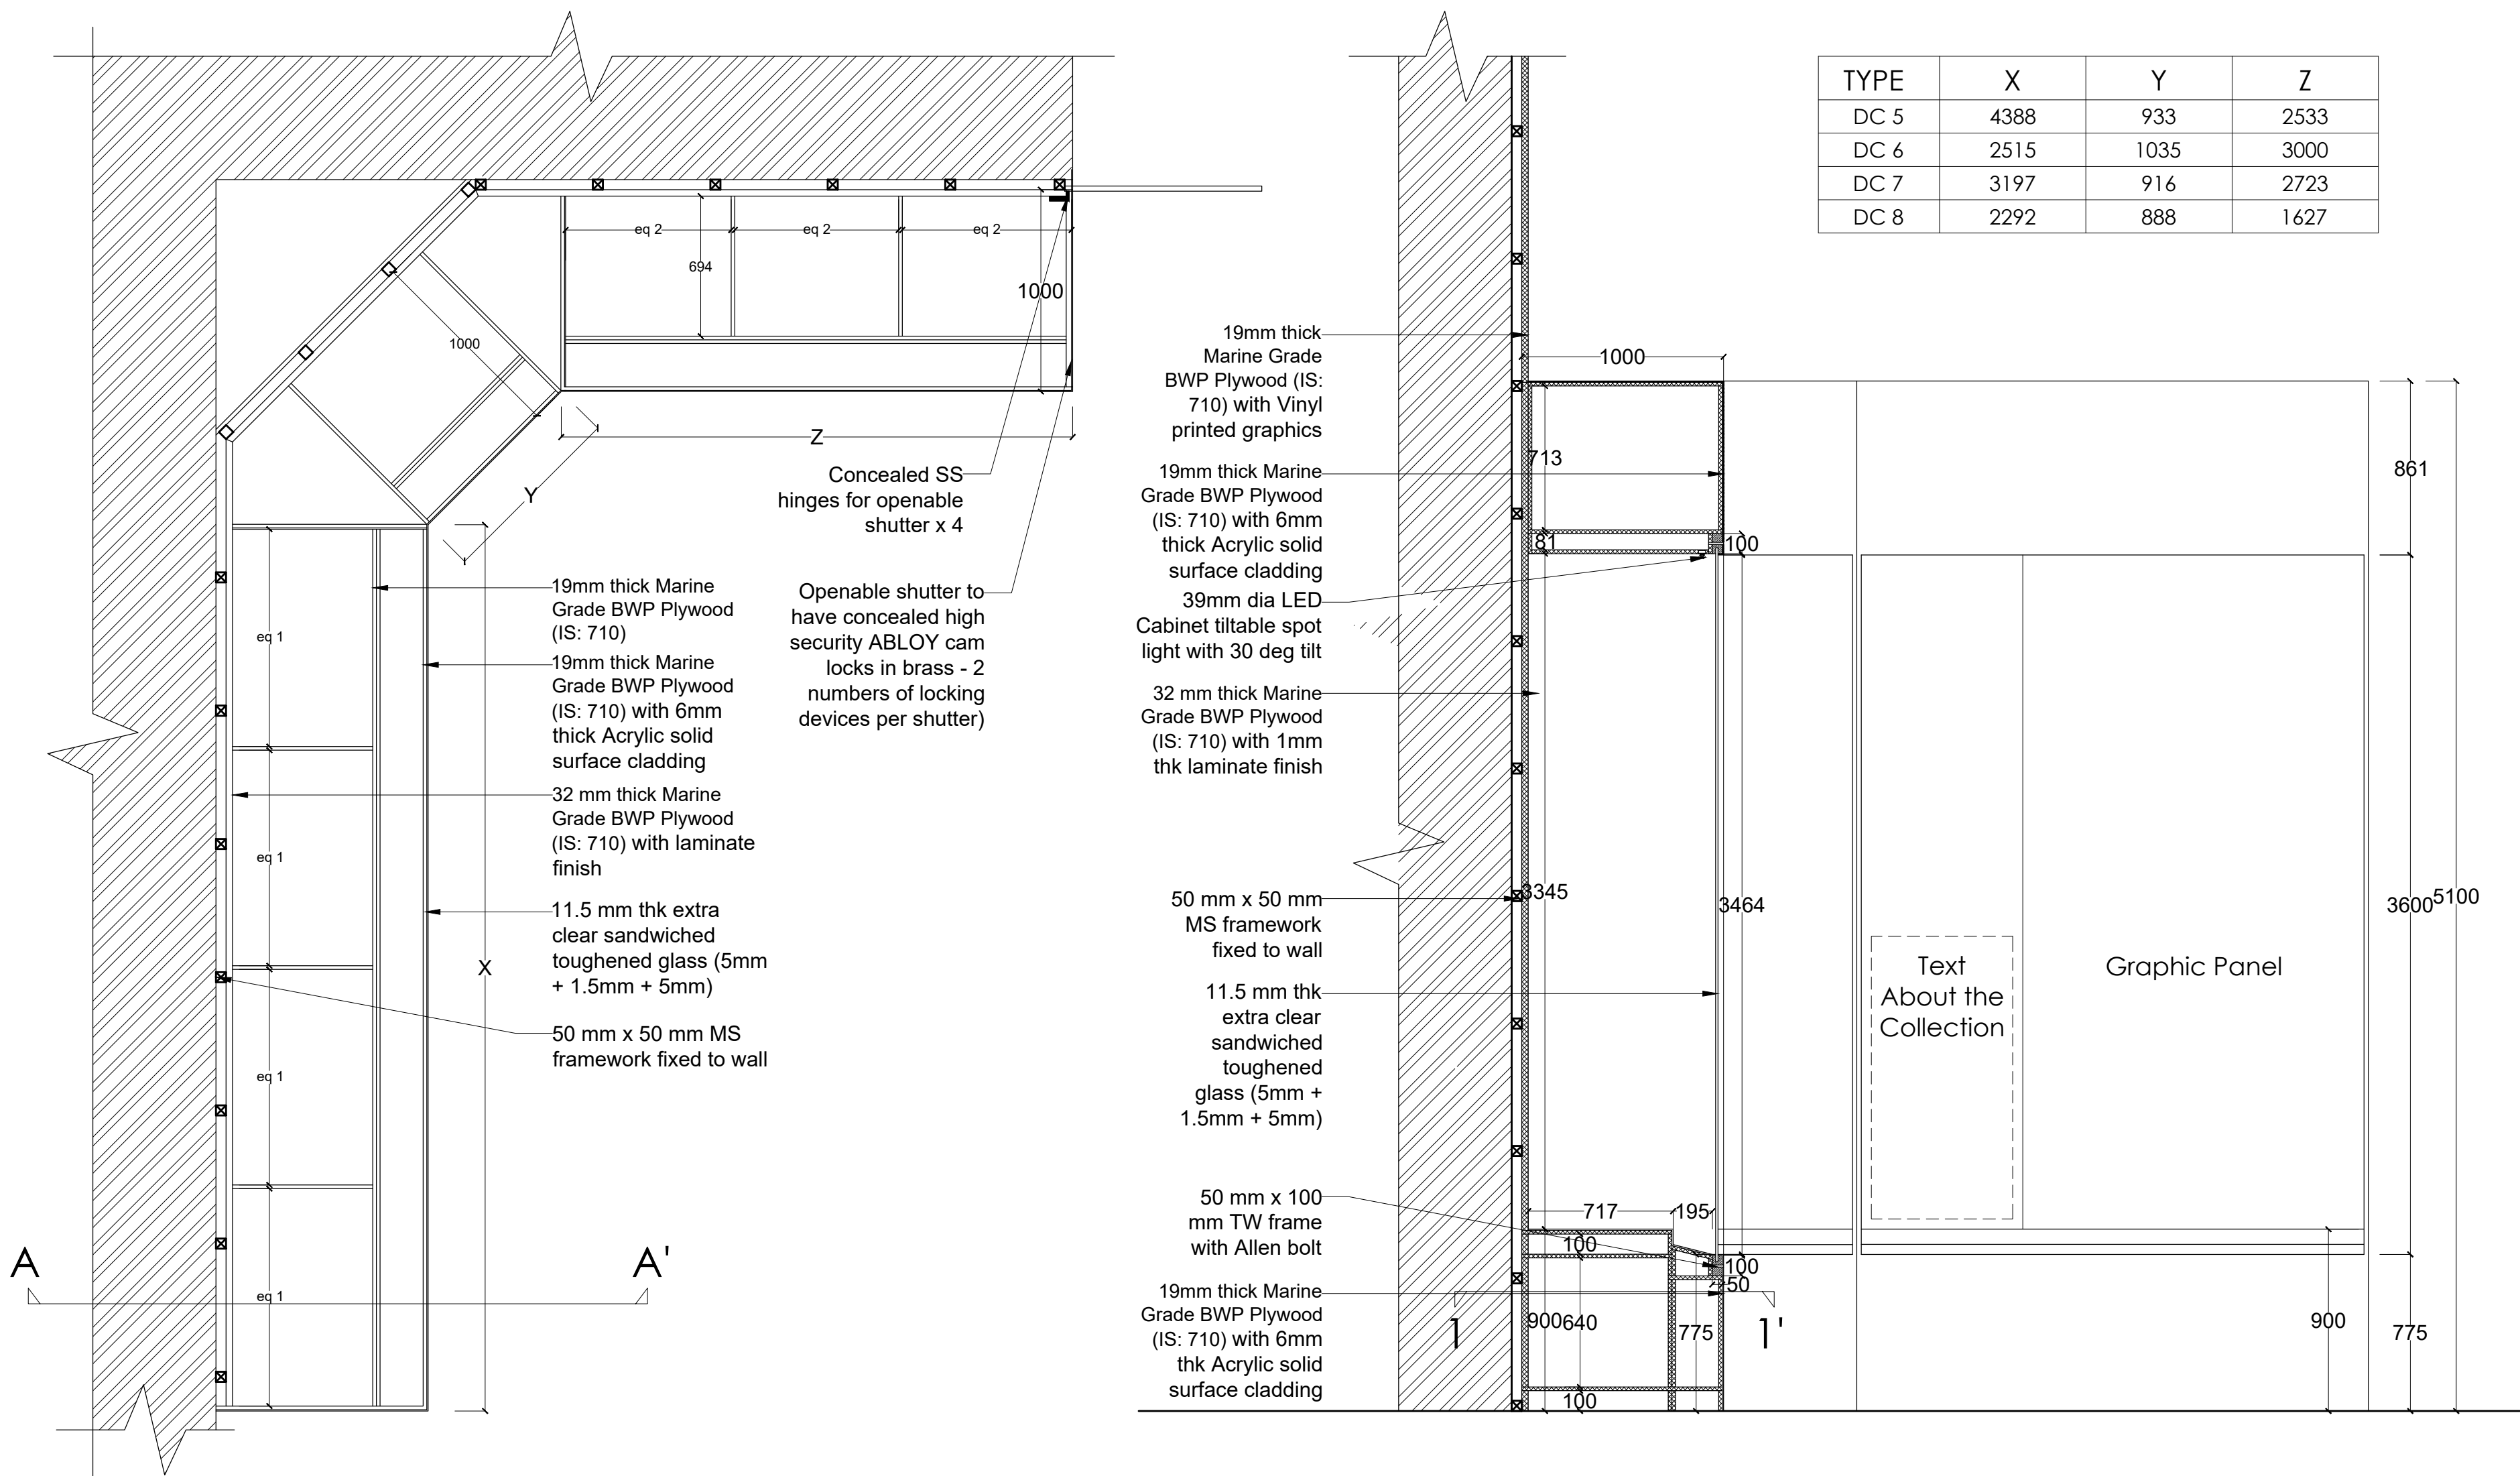 TYPE X Y Z
DC 5 4388 933 2533
DC 6 2515 1035 3000
DC 7 3197 916 2723
DC 8 2292 888 1627
eq 2 eq 2 eq 2
694
1000
1000
Z
Y
X
Concealed SS
hinges for openable
shutter x 4
Openable shutter to
have concealed high
security ABLOY cam
locks in brass - 2
numbers of locking
devices per shutter)
eq 1
eq 1
eq 1
eq 1
19mm thick Marine
Grade BWP Plywood
(IS: 710)
19mm thick Marine
Grade BWP Plywood
(IS: 710) with 6mm
thick Acrylic solid
surface cladding
32 mm thick Marine
Grade BWP Plywood
(IS: 710) with laminate
finish
11.5 mm thk extra
clear sandwiched
toughened glass (5mm
+ 1.5mm + 5mm)
50 mm x 50 mm MS
framework fixed to wall
A A'
19mm thick
Marine Grade
BWP Plywood (IS:
710) with Vinyl
printed graphics
19mm thick Marine
Grade BWP Plywood
(IS: 710) with 6mm
thick Acrylic solid
surface cladding
39mm dia LED
Cabinet tiltable spot
light with 30 deg tilt
32 mm thick Marine
Grade BWP Plywood
(IS: 710) with 1mm
thk laminate finish
50 mm x 50 mm
MS framework
fixed to wall
11.5 mm thk
extra clear
sandwiched
toughened
glass (5mm +
1.5mm + 5mm)
50 mm x 100
mm TW frame
with Allen bolt
19mm thick Marine
Grade BWP Plywood
(IS: 710) with 6mm
thk Acrylic solid
surface cladding
1000
713
81
100
3345
3464
717
195
100
100
50
900
640
775
100
1 1'
Text
About the
Collection
Graphic Panel
861
3600
5100
900
775